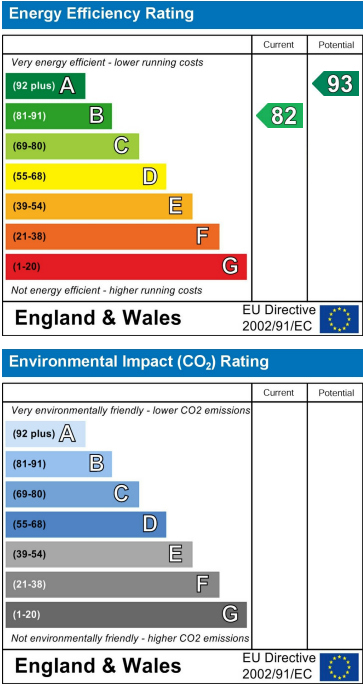 Energy Efficiency Rating
Current Potential
Very energy efficient - lower running costs
(92 plus) A 93
(81-91) B 82
(69-80) C
(55-68) D
(39-54) E
(21-38) F
(1-20) G
Not energy efficient - higher running costs
England & Wales
EU Directive
2002/91/EC
Environmental Impact (CO₂) Rating
Current Potential
Very environmentally friendly - lower CO2 emissions
(92 plus) A
(81-91) B
(69-80) C
(55-68) D
(39-54) E
(21-38) F
(1-20) G
Not environmentally friendly - higher CO2 emissions
England & Wales
EU Directive
2002/91/EC